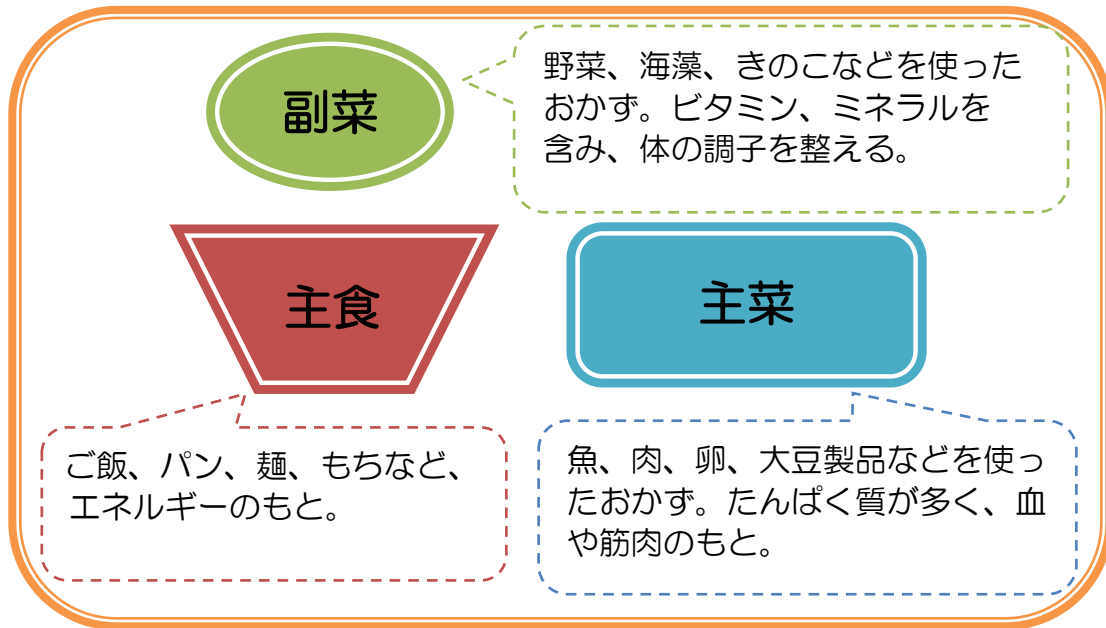 副菜
野菜、海藻、きのこなどを使った
おかず。ビタミン、ミネラルを
含み、体の調子を整える。
主食
主菜
ご飯、パン、麺、もちなど、
エネルギーのもと。
魚、肉、卵、大豆製品などを使っ
たおかず。たんぱく質が多く、血
や筋肉のもと。